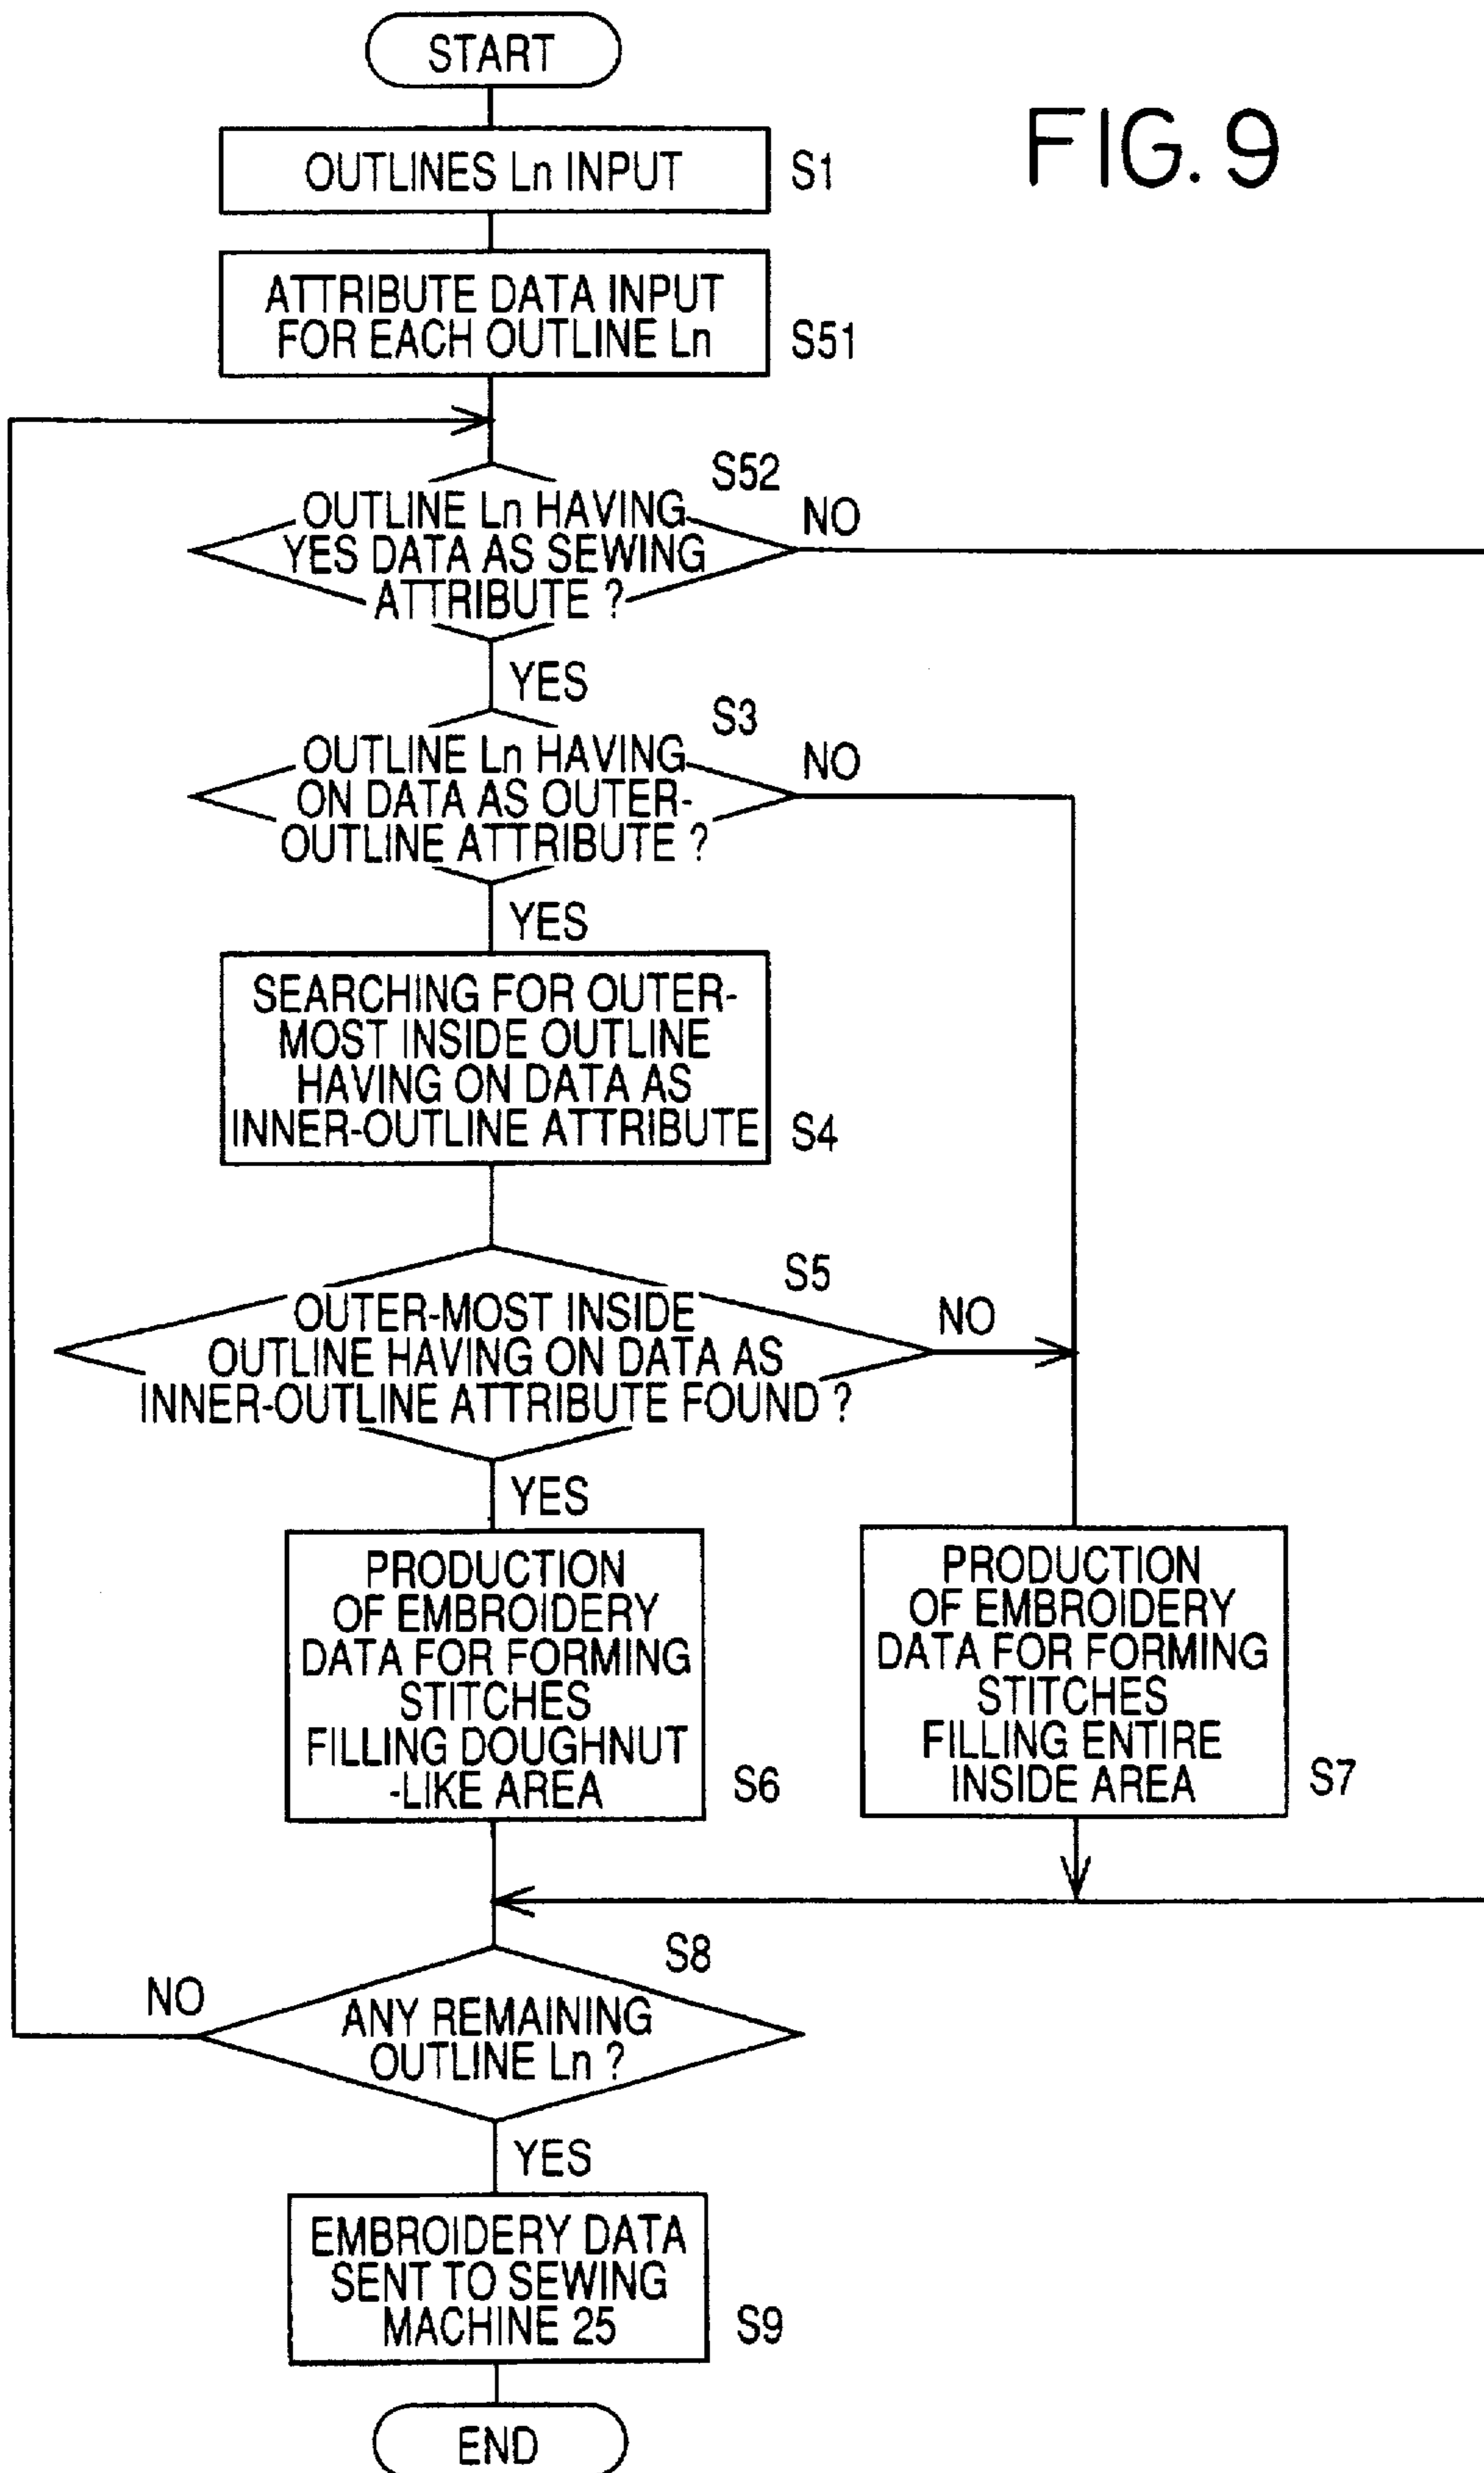 START
FIG. 9
OUTLINES Ln INPUT
S1
ATTRIBUTE DATA INPUT
FOR EACH OUTLINE Ln
S51
S52
OUTLINE Ln HAVING
YES DATA AS SEWING
ATTRIBUTE ?
NO
YES
S3
OUTLINE Ln HAVING
ON DATA AS OUTER-
OUTLINE ATTRIBUTE ?
NO
YES
SEARCHING FOR OUTER-
MOST INSIDE OUTLINE
HAVING ON DATA AS
INNER-OUTLINE ATTRIBUTE
S4
S5
OUTER-MOST INSIDE
OUTLINE HAVING ON DATA AS
INNER-OUTLINE ATTRIBUTE FOUND ?
NO
YES
PRODUCTION
OF EMBROIDERY
DATA FOR FORMING
STITCHES
FILLING DOUGHNUT
-LIKE AREA
S6
PRODUCTION
OF EMBROIDERY
DATA FOR FORMING
STITCHES
FILLING ENTIRE
INSIDE AREA
S7
S8
NO
ANY REMAINING
OUTLINE Ln ?
YES
EMBROIDERY DATA
SENT TO SEWING
MACHINE 25
S9
END